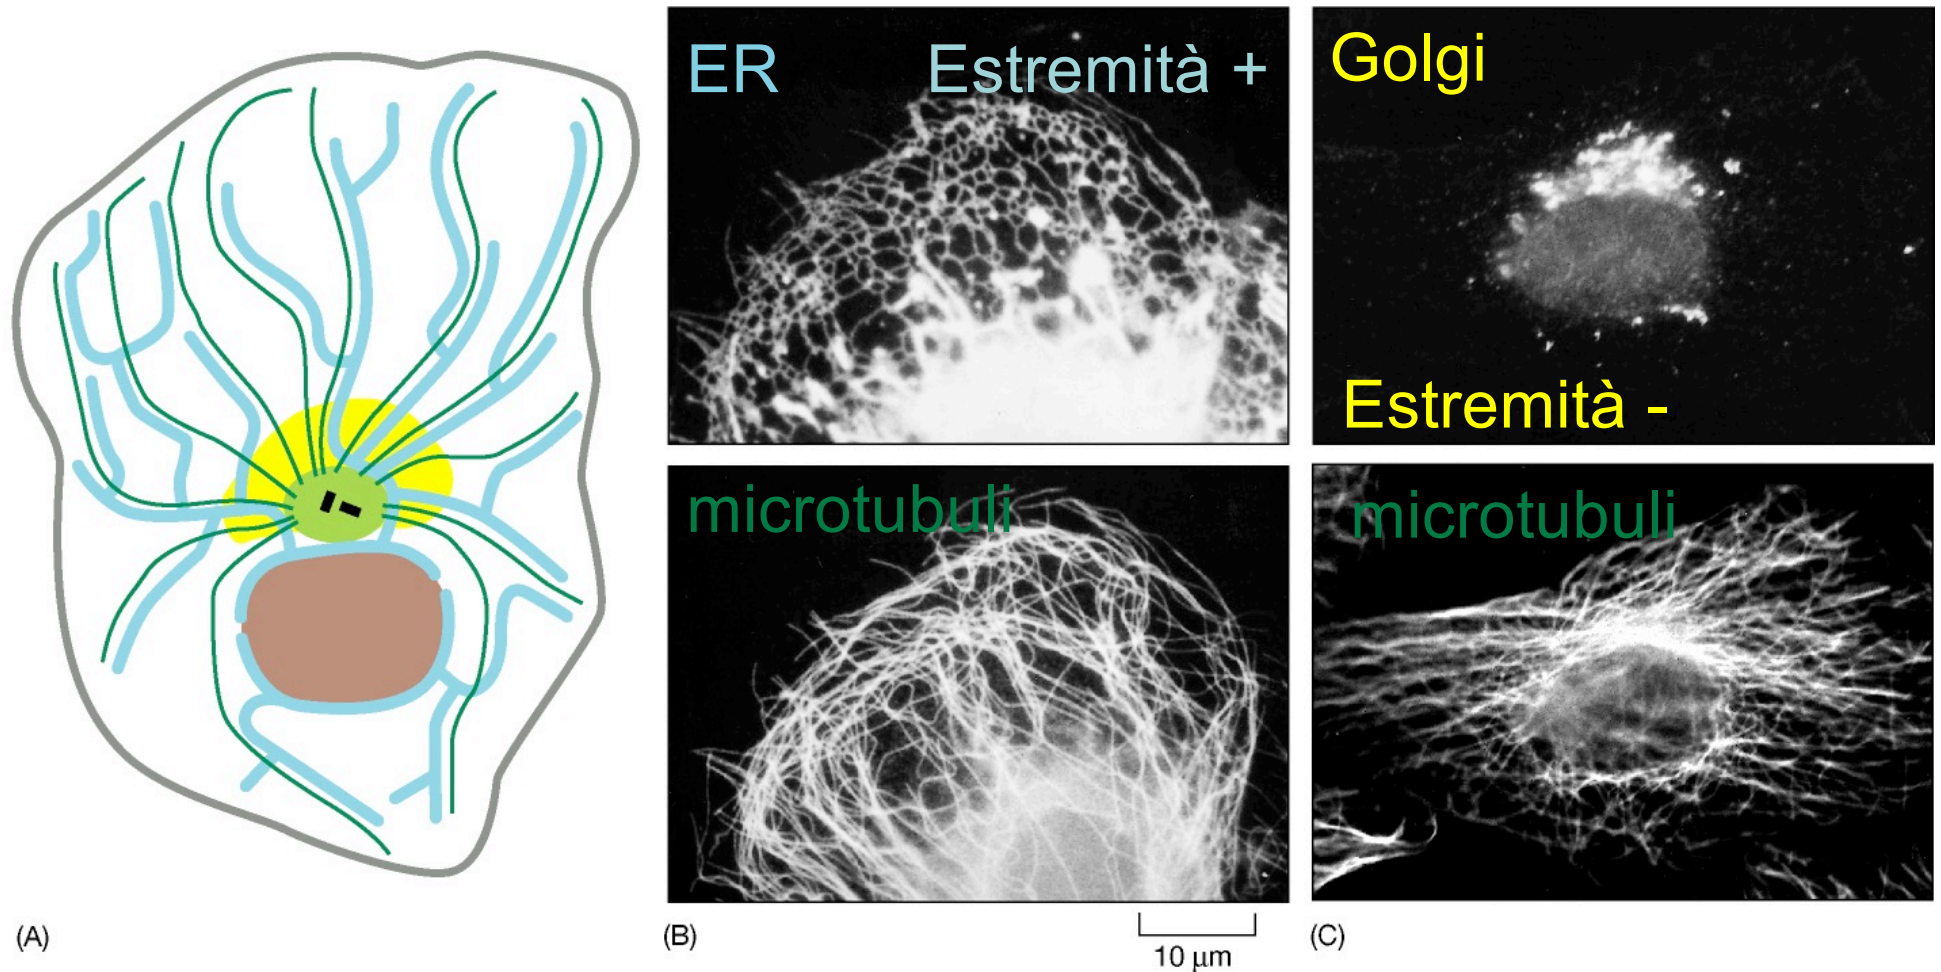 ER Estremità +
Golgi
Estremità -
microtubuli
microtubuli
(A)
(B)
10 µm
(C)